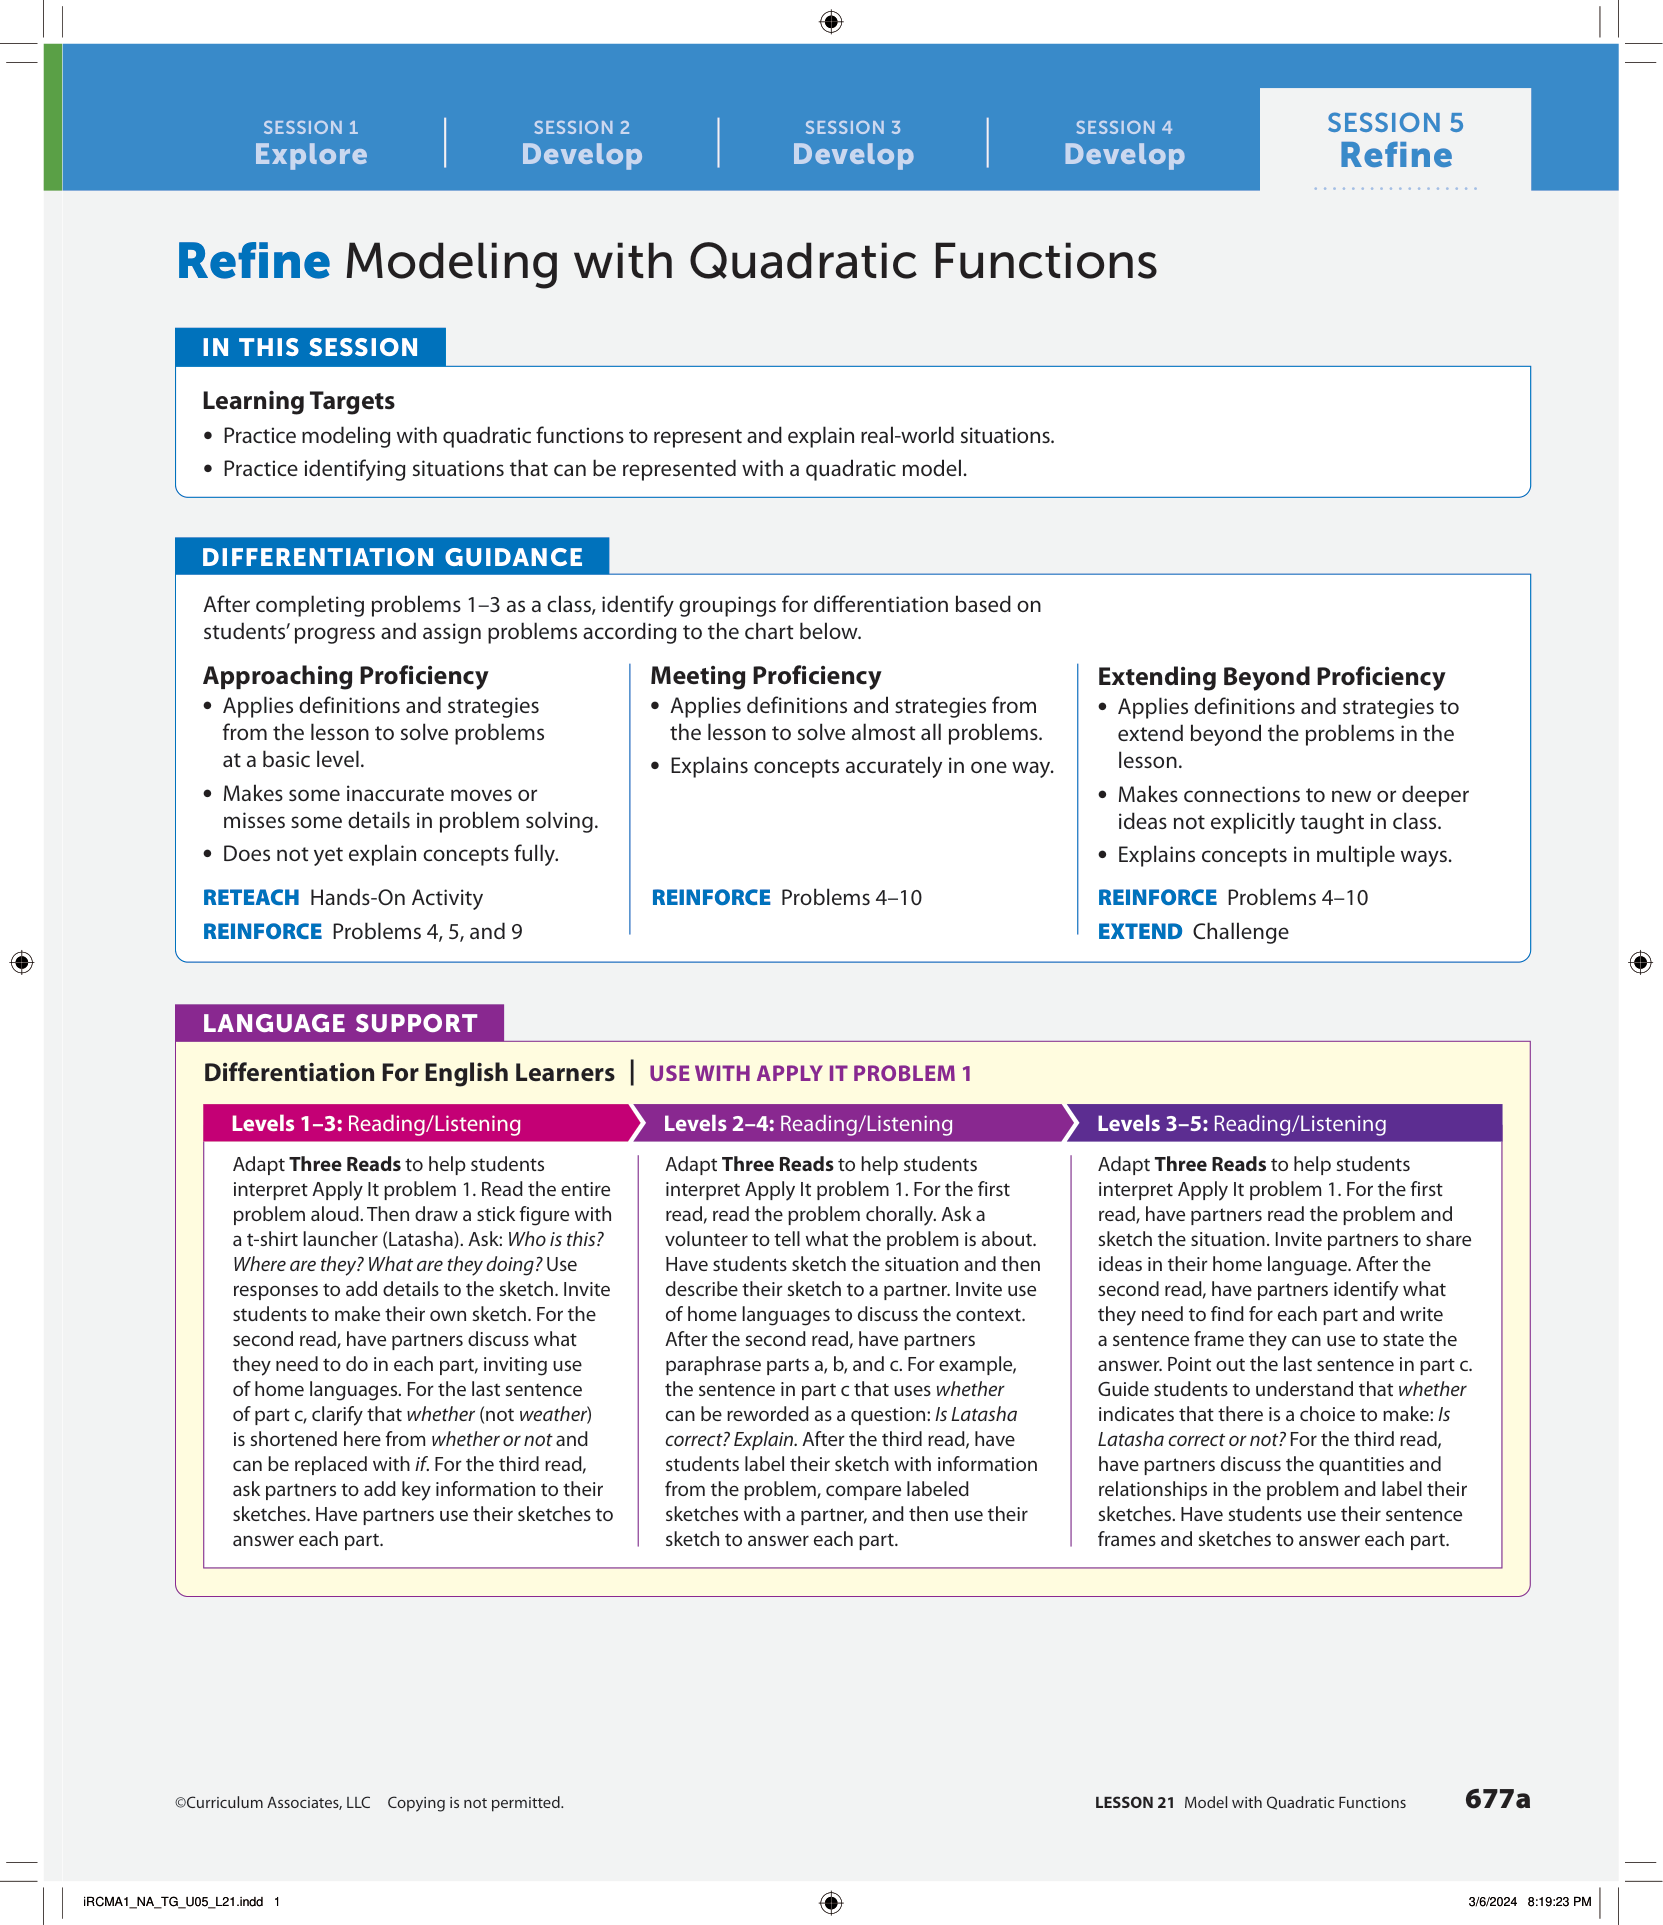 SESSION 1
Explore
SESSION 2
Develop
SESSION 3
Develop
SESSION 4
Develop
SESSION 5
Refine
Refine Modeling with Quadratic Functions
IN THIS SESSION
Learning Targets
• Practice modeling with quadratic functions to represent and explain real-world situations.
• Practice identifying situations that can be represented with a quadratic model.
DIFFERENTIATION GUIDANCE
After completing problems 1–3 as a class, identify groupings for differentiation based on
students’ progress and assign problems according to the chart below.
Approaching Proficiency
• Applies definitions and strategies
from the lesson to solve problems
at a basic level.
• Makes some inaccurate moves or
misses some details in problem solving.
• Does not yet explain concepts fully.
RETEACH Hands-On Activity
REINFORCE Problems 4, 5, and 9
Meeting Proficiency
• Applies definitions and strategies from
the lesson to solve almost all problems.
• Explains concepts accurately in one way.
REINFORCE Problems 4–10
Extending Beyond Proficiency
• Applies definitions and strategies to
extend beyond the problems in the
lesson.
• Makes connections to new or deeper
ideas not explicitly taught in class.
• Explains concepts in multiple ways.
REINFORCE Problems 4–10
EXTEND Challenge
LANGUAGE SUPPORT
Differentiation For English Learners | USE WITH APPLY IT PROBLEM 1
Levels 1–3: Reading/Listening
Adapt Three Reads to help students
interpret Apply It problem 1. Read the entire
problem aloud. Then draw a stick figure with
a t-shirt launcher (Latasha). Ask: Who is this?
Where are they? What are they doing? Use
responses to add details to the sketch. Invite
students to make their own sketch. For the
second read, have partners discuss what
they need to do in each part, inviting use
of home languages. For the last sentence
of part c, clarify that whether (not weather)
is shortened here from whether or not and
can be replaced with if. For the third read,
ask partners to add key information to their
sketches. Have partners use their sketches to
answer each part.
Levels 2–4: Reading/Listening
Adapt Three Reads to help students
interpret Apply It problem 1. For the first
read, read the problem chorally. Ask a
volunteer to tell what the problem is about.
Have students sketch the situation and then
describe their sketch to a partner. Invite use
of home languages to discuss the context.
After the second read, have partners
paraphrase parts a, b, and c. For example,
the sentence in part c that uses whether
can be reworded as a question: Is Latasha
correct? Explain. After the third read, have
students label their sketch with information
from the problem, compare labeled
sketches with a partner, and then use their
sketch to answer each part.
Levels 3–5: Reading/Listening
Adapt Three Reads to help students
interpret Apply It problem 1. For the first
read, have partners read the problem and
sketch the situation. Invite partners to share
ideas in their home language. After the
second read, have partners identify what
they need to find for each part and write
a sentence frame they can use to state the
answer. Point out the last sentence in part c.
Guide students to understand that whether
indicates that there is a choice to make: Is
Latasha correct or not? For the third read,
have partners discuss the quantities and
relationships in the problem and label their
sketches. Have students use their sentence
frames and sketches to answer each part.
©Curriculum Associates, LLC Copying is not permitted.
LESSON 21 Model with Quadratic Functions 677a
iRCMA1_NA_TG_U05_L21.indd 1
3/6/2024 8:19:23 PM